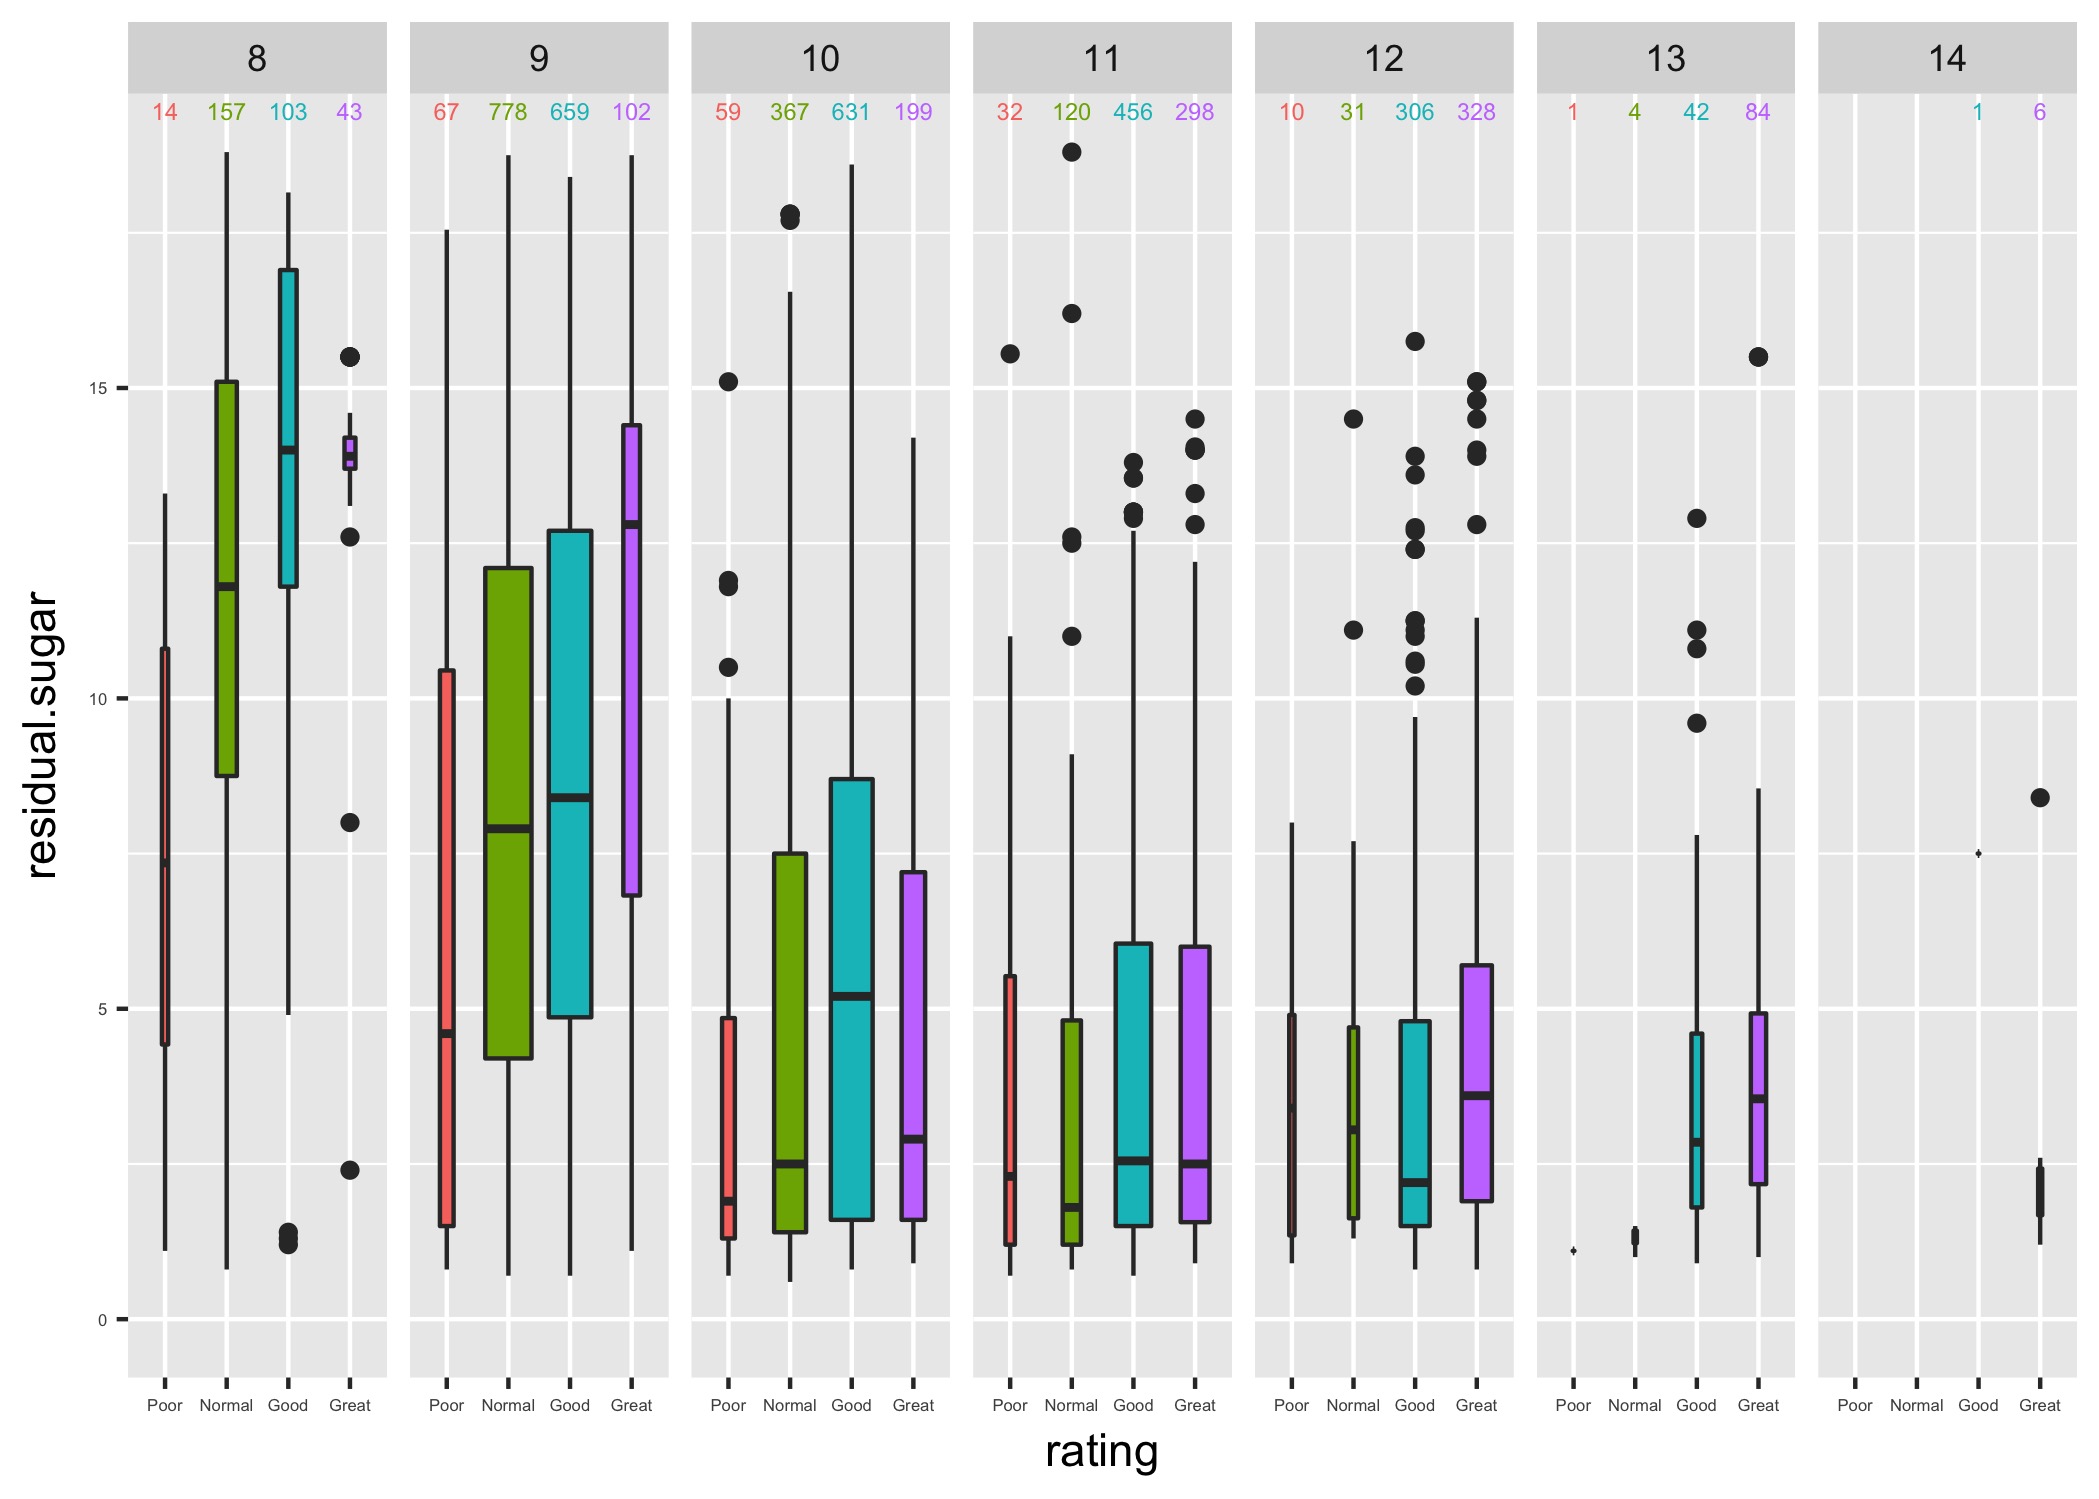 8 9 10 11 12 13 14
14 157 103 43 67 778 659 102 59 367 631 199 32 120 456 298 10 31 306 328 1 4 42 84 1 6
residual.sugar
15
10
5
0
Poor Normal Good Great Poor Normal Good Great Poor Normal Good Great Poor Normal Good Great Poor Normal Good Great Poor Normal Good Great Poor Normal Good Great
rating